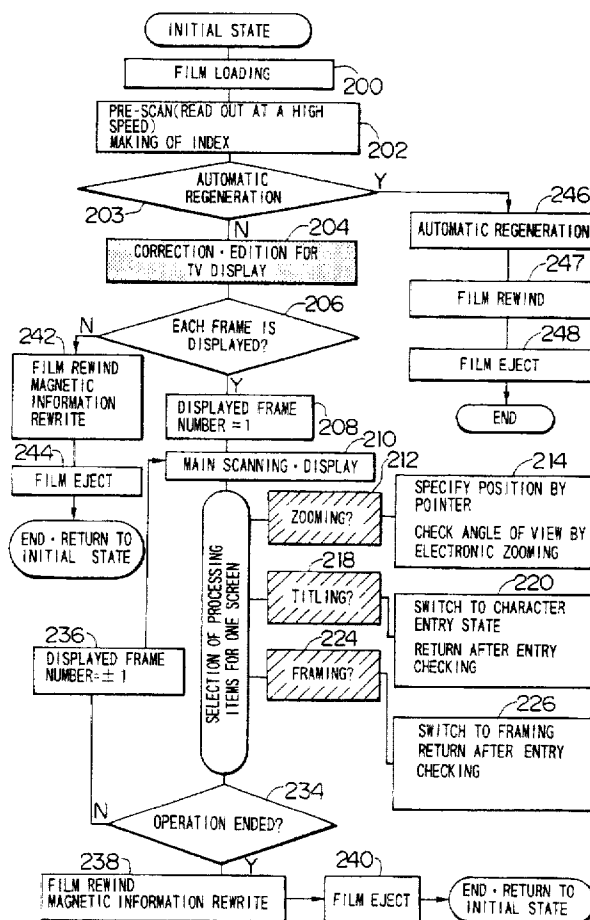 INITIAL STATE
FILM LOADING
200
PRE-SCAN(READ OUT AT A HIGH
SPEED)
MAKING OF INDEX
202
AUTOMATIC
REGENERATION
203
Y
N
204
CORRECTION・EDITION FOR
TV DISPLAY
246
AUTOMATIC REGENERATION
247
FILM REWIND
248
FILM EJECT
END
206
EACH FRAME IS
DISPLAYED?
N
Y
242
FILM REWIND
MAGNETIC
INFORMATION
REWRITE
244
FILM EJECT
END・RETURN TO
INITIAL STATE
DISPLAYED FRAME
NUMBER =1
208
210
MAIN SCANNING・DISPLAY
SELECTION OF PROCESSING
ITEMS FOR ONE SCREEN
212
ZOOMING?
214
SPECIFY POSITION BY
POINTER
CHECK ANGLE OF VIEW BY
ELECTRONIC ZOOMING
218
TITLING?
220
SWITCH TO CHARACTER
ENTRY STATE
RETURN AFTER ENTRY
CHECKING
224
FRAMING?
226
SWITCH TO FRAMING
RETURN AFTER ENTRY
CHECKING
236
DISPLAYED FRAME
NUMBER=± 1
234
OPERATION ENDED?
N
Y
238
FILM REWIND
MAGNETIC INFORMATION REWRITE
240
FILM EJECT
END・RETURN TO
INITIAL STATE